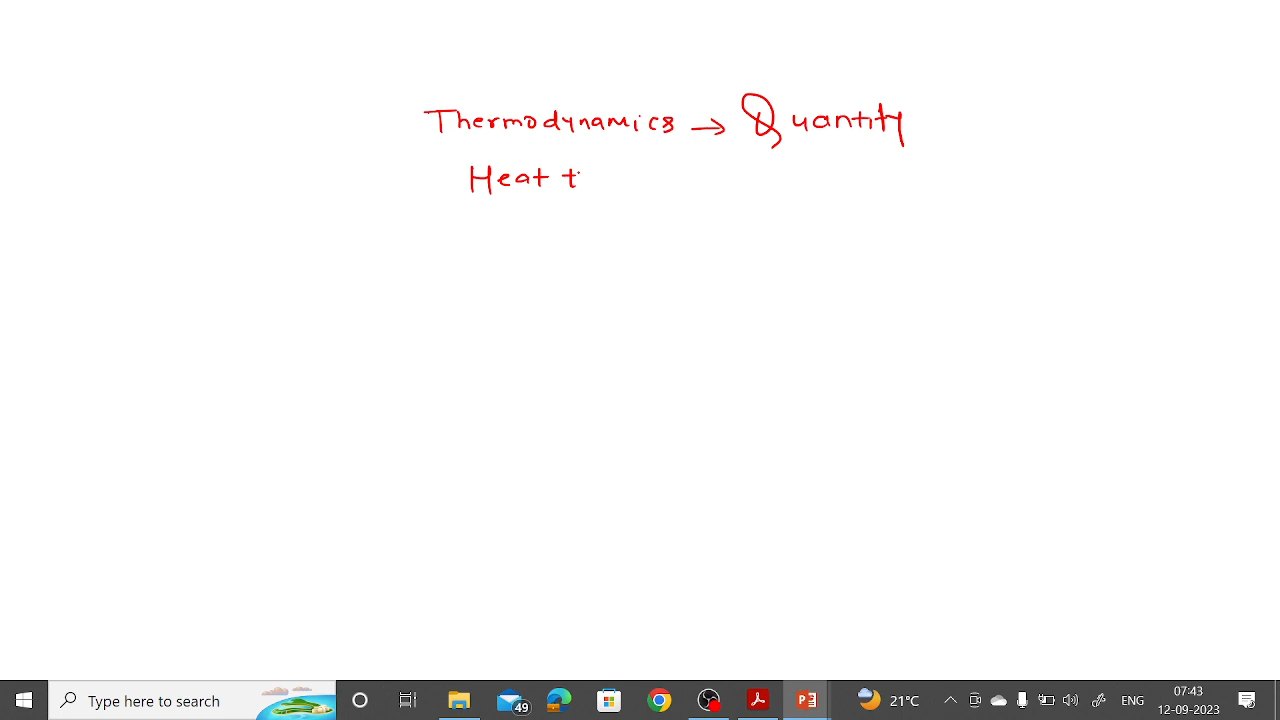 Thermodynamics → Quantity
Heat t
Type here to search
49
21°C
ENG
07:43
12-09-2023